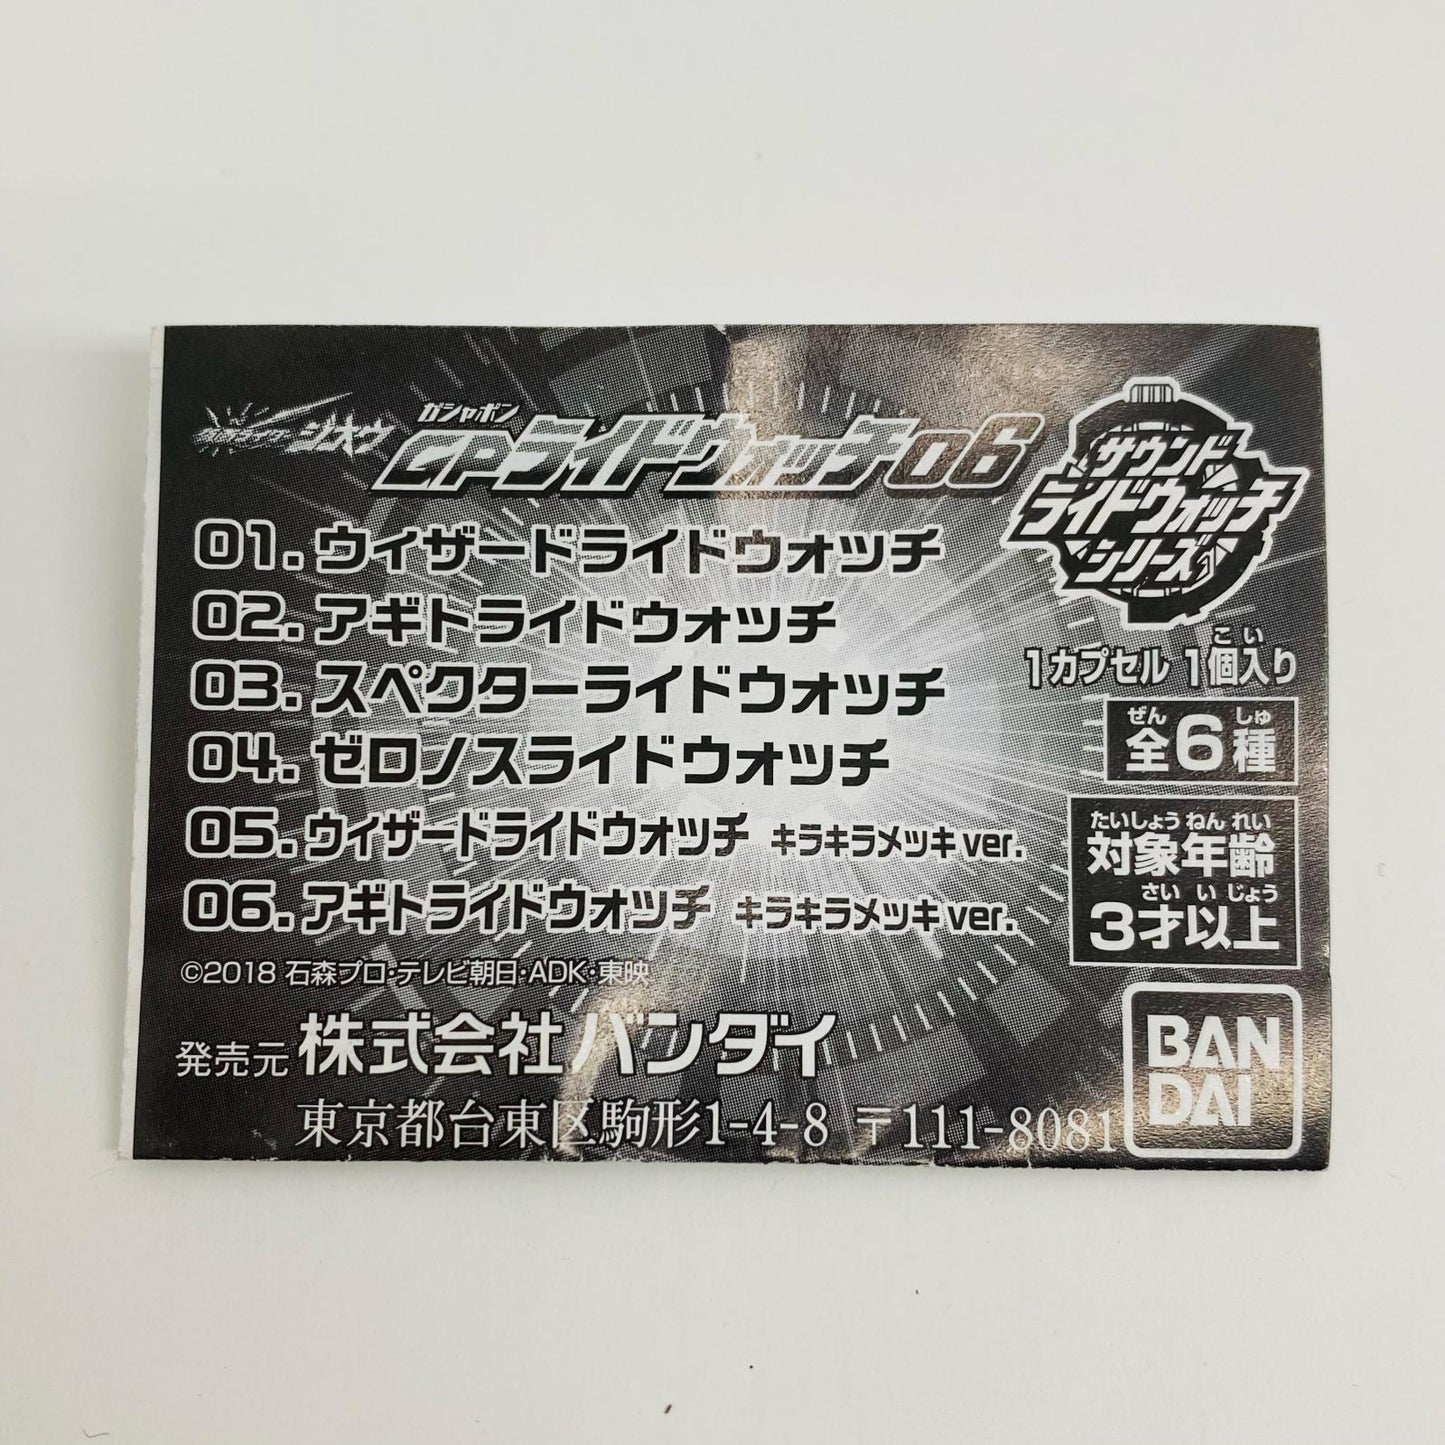 仮面ライダージオウ
ガシャポン
GPライドウォッチ06
サウンド
ライドウォッチ
シリーズ
01.ウィザードライドウォッチ
02.アギトライドウォッチ
03.スペクターライドウォッチ
04.ゼロノスライドウォッチ
05.ウィザードライドウォッチ キラキラメッキver.
06.アギトライドウォッチ キラキラメッキver.
こい
1カプセル 1個入り
ぜん しゅ
全6種
たいしょう ねん れい
対象年齢
さい い じょう
3才以上
©2018 石森プロ・テレビ朝日・ADK・東映
発売元 株式会社 バンダイ
東京都台東区駒形1-4-8 〒111-8081
BAN
DAI